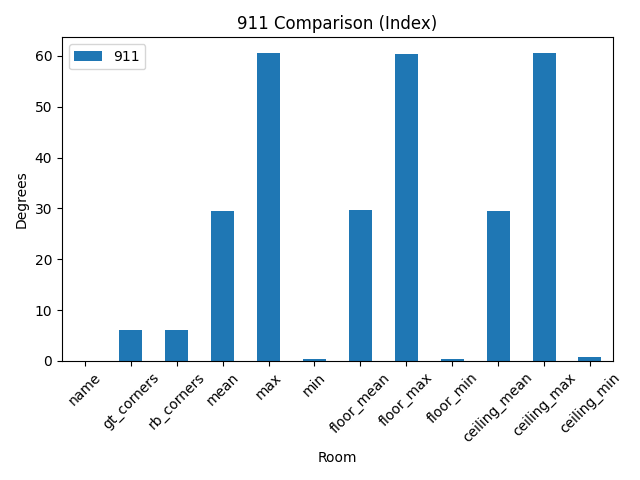 911 Comparison (Index)
911
Degrees
60
50
40
30
20
10
0
name
gt_corners
rb_corners
mean
max
min
floor_mean
floor_max
floor_min
ceiling_mean
ceiling_max
ceiling_min
Room